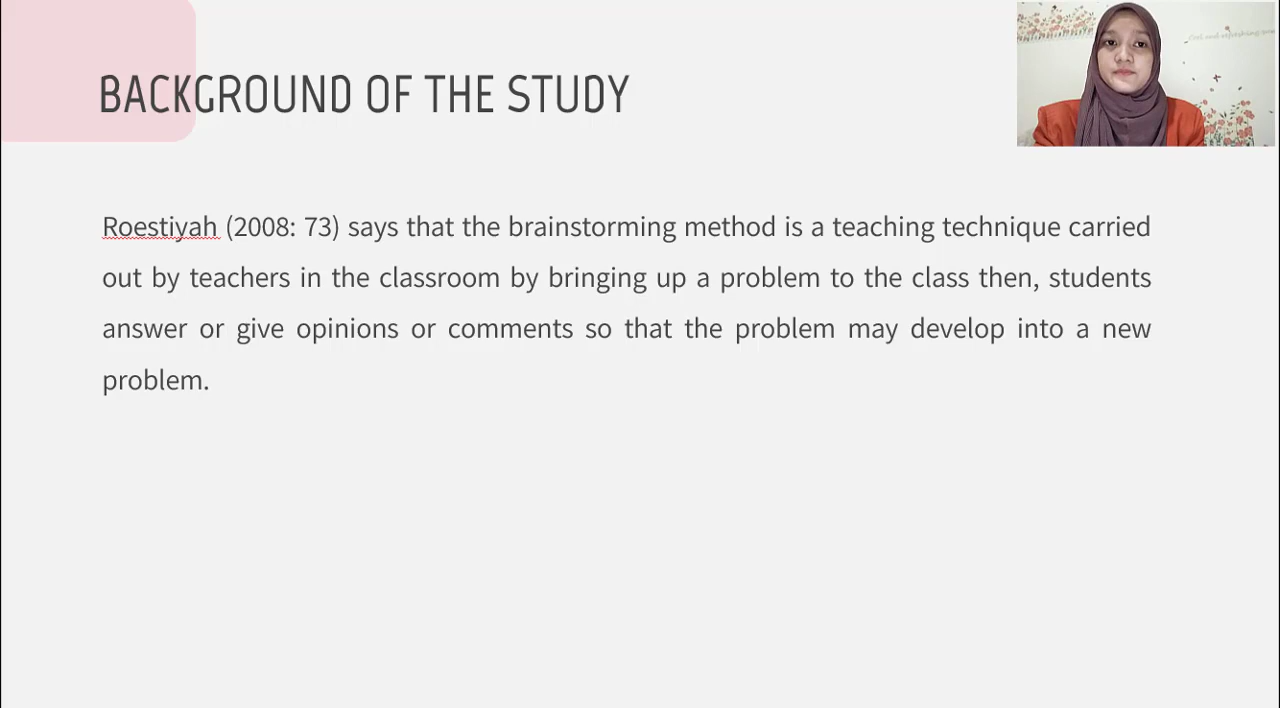 BACKGROUND OF THE STUDY
Roestiyah (2008: 73) says that the brainstorming method is a teaching technique carried
out by teachers in the classroom by bringing up a problem to the class then, students
answer or give opinions or comments so that the problem may develop into a new
problem.